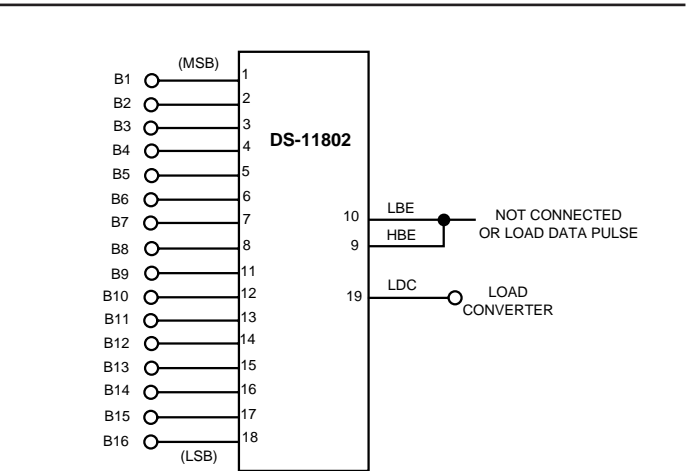 (MSB)
B1 1
B2 2
B3 3
DS-11802
B4 4
B5 5
B6 6
B7 7
B8 8
B9 11
B10 12
B11 13
B12 14
B13 15
B14 16
B15 17
B16 18
(LSB)
10 LBE
9 HBE
NOT CONNECTED
OR LOAD DATA PULSE
19 LDC
LOAD
CONVERTER